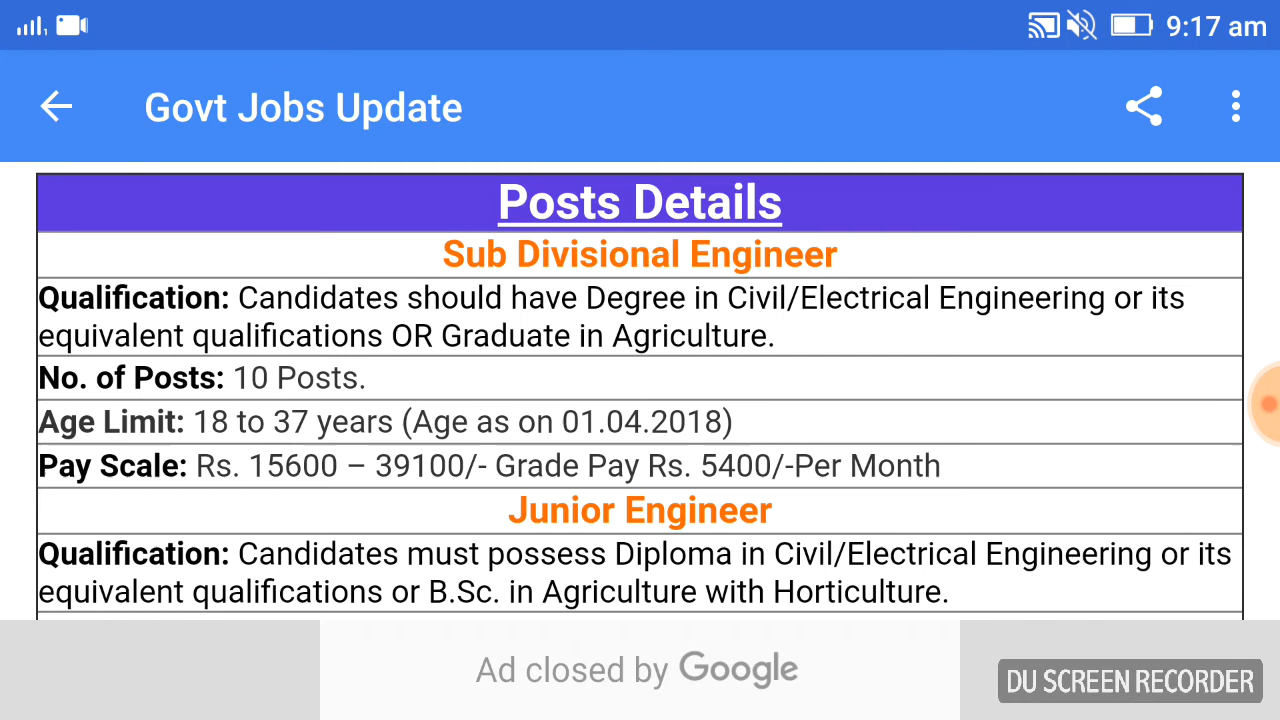 9:17 am
Govt Jobs Update
Posts Details
Sub Divisional Engineer
Qualification: Candidates should have Degree in Civil/Electrical Engineering or its
equivalent qualifications OR Graduate in Agriculture.
No. of Posts: 10 Posts.
Age Limit: 18 to 37 years (Age as on 01.04.2018)
Pay Scale: Rs. 15600 – 39100/- Grade Pay Rs. 5400/-Per Month
Junior Engineer
Qualification: Candidates must possess Diploma in Civil/Electrical Engineering or its
equivalent qualifications or B.Sc. in Agriculture with Horticulture.
Ad closed by Google
DU SCREEN RECORDER